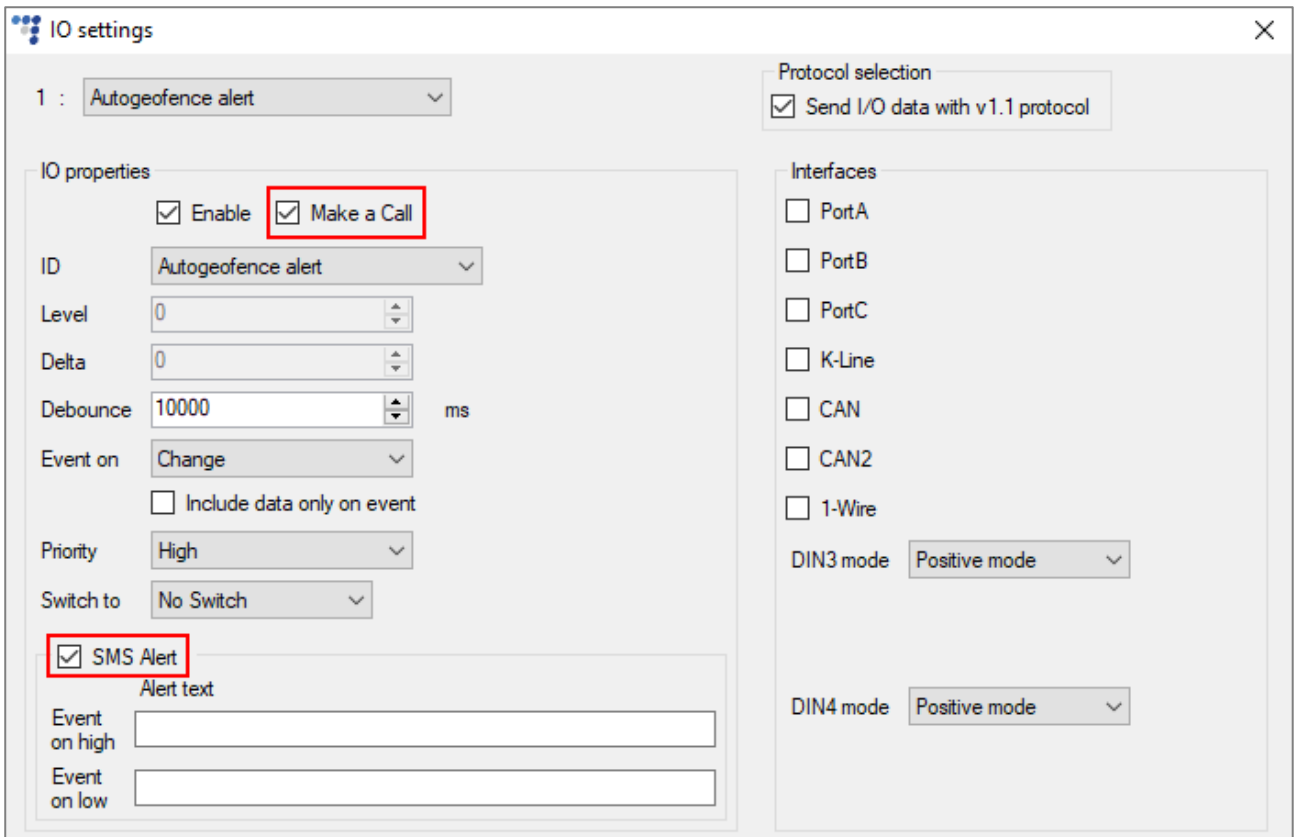 IO settings
1 : Autogeofence alert
Protocol selection
Send I/O data with v1.1 protocol
IO properties
Enable Make a Call
ID Autogeofence alert
Level 0
Delta 0
Debounce 10000 ms
Event on Change
Include data only on event
Priority High
Switch to No Switch
SMS Alert
Alert text
Event
on high
Event
on low
Interfaces
PortA
PortB
PortC
K-Line
CAN
CAN2
1-Wire
DIN3 mode Positive mode
DIN4 mode Positive mode